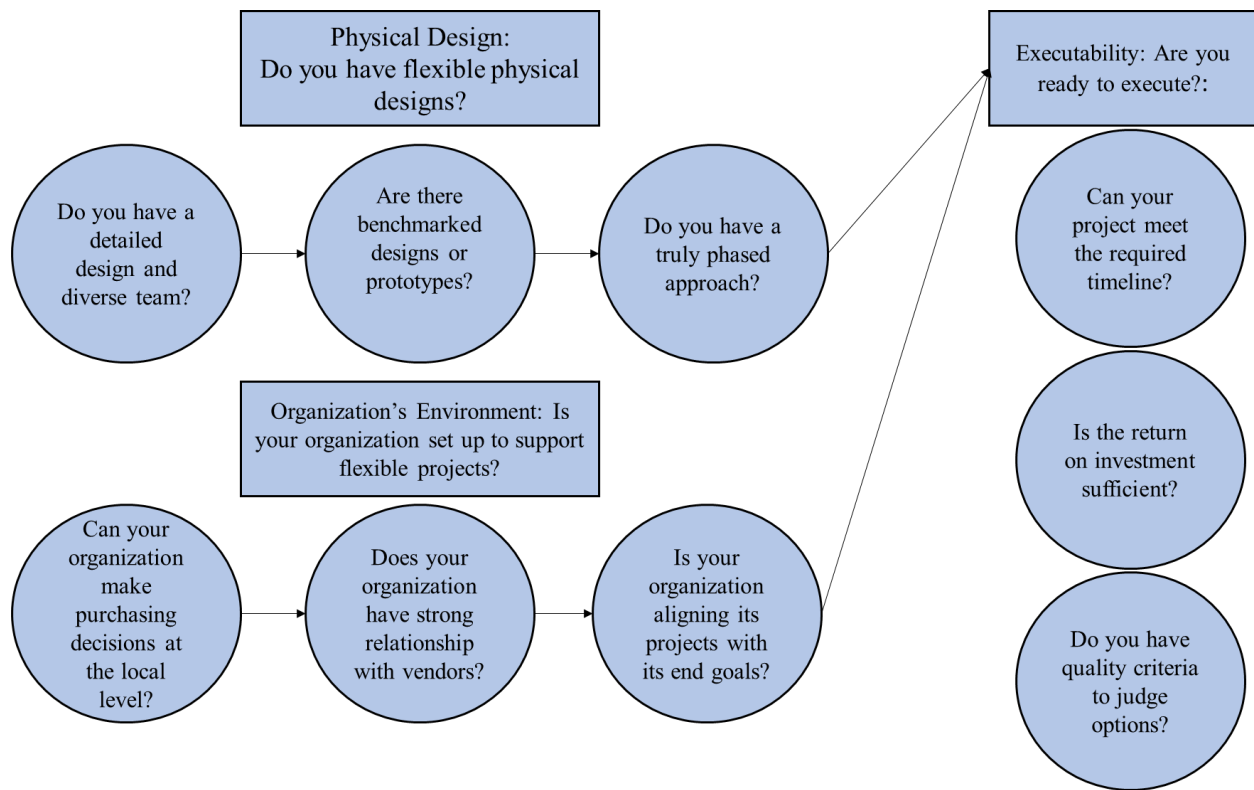 Physical Design:
Do you have flexible physical
designs?
Do you have a
detailed
design and
diverse team?
Are there
benchmarked
designs or
prototypes?
Do you have a
truly phased
approach?
Organization’s Environment: Is
your organization set up to support
flexible projects?
Can your
organization
make
purchasing
decisions at
the local
level?
Does your
organization
have strong
relationship
with vendors?
Is your
organization
aligning its
projects with
its end goals?
Executability: Are you
ready to execute?:
Can your
project meet
the required
timeline?
Is the return
on investment
sufficient?
Do you have
quality criteria
to judge
options?